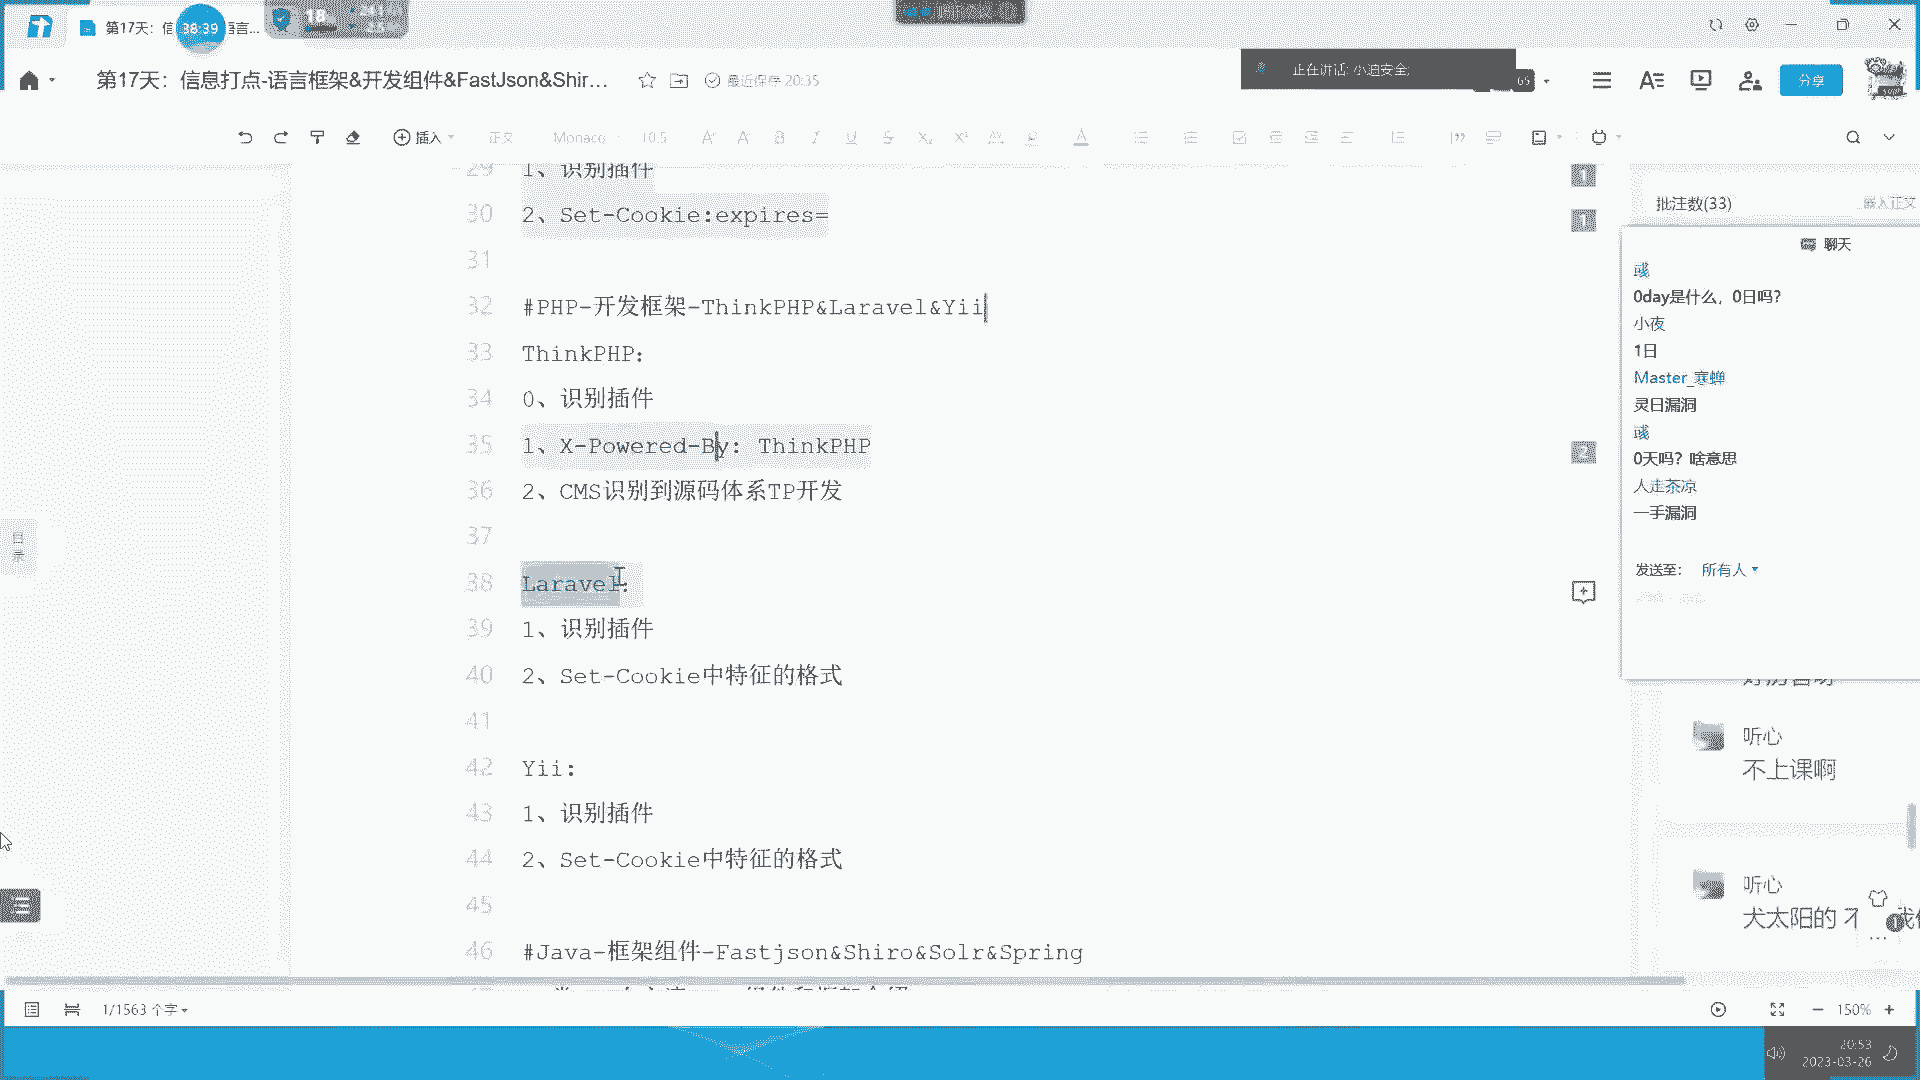 第17天：信
38:39
语言...
18
第17天：信息打点-语言框架&开发组件&FastJson&Shir...
最近保存 20:35
正在讲话: 小迪安全;
65
分享
插入
正文
Monaco
10.5
29 1、识别插件
30 2、Set-Cookie:expires=
31
32 #PHP-开发框架-ThinkPHP&Laravel&Yii
33 ThinkPHP：
34 0、识别插件
35 1、X-Powered-By: ThinkPHP
36 2、CMS识别到源码体系TP开发
37
38 Laravel：
39 1、识别插件
40 2、Set-Cookie中特征的格式
41
42 Yii：
43 1、识别插件
44 2、Set-Cookie中特征的格式
45
46 #Java-框架组件-Fastjson&Shiro&Solr&Spring
1
1
2
目录
批注数(33)
嵌入正文
聊天
彧
0day是什么，0日吗?
小夜
1日
Master_寒蝉
灵日漏洞
彧
0天吗？啥意思
人走茶凉
一手漏洞
发送至：
所有人
听心
不上课啊
听心
犬太阳的
1/1563 个字
150%
20:53
2023-03-26